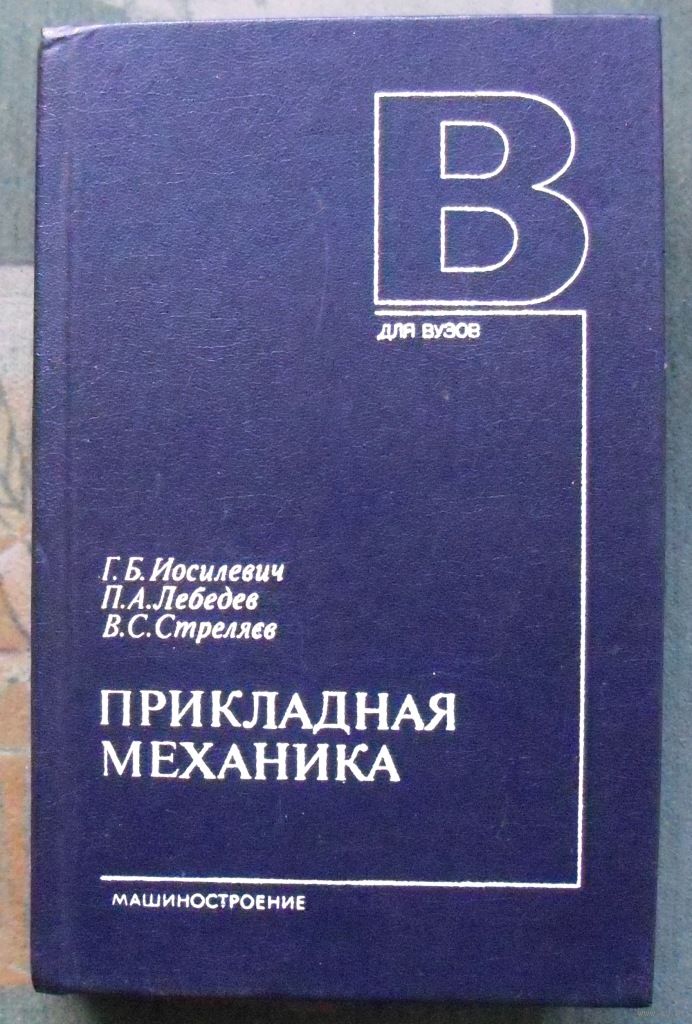 В
ДЛЯ ВУЗОВ
Г. Б. Иосилевич
П.А.Лебедев
В.С.Стреляев
ПРИКЛАДНАЯ
МЕХАНИКА
МАШИНОСТРОЕНИЕ